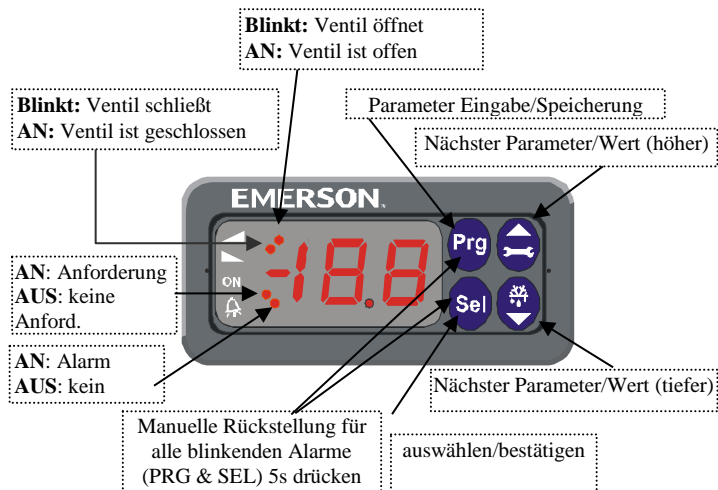 Blinkt: Ventil öffnet
AN: Ventil ist offen
Blinkt: Ventil schließt
AN: Ventil ist geschlossen
Parameter Eingabe/Speicherung
Nächster Parameter/Wert (höher)
EMERSON.
-188
Prg
ON
Sel
AN: Anforderung
AUS: keine
Anford.
AN: Alarm
AUS: kein
Nächster Parameter/Wert (tiefer)
Manuelle Rückstellung für
alle blinkenden Alarme
(PRG & SEL) 5s drücken
auswählen/bestätigen